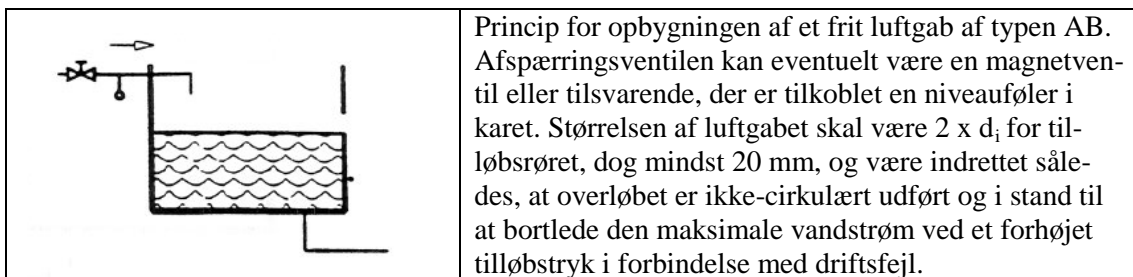 Princip for opbygningen af et frit luftgab af typen AB.
Afspærringsventilen kan eventuelt være en magnetven-
til eller tilsvarende, der er tilkoblet en niveauføler i
karet. Størrelsen af luftgabet skal være 2 x di for til-
løbsrøret, dog mindst 20 mm, og være indrettet såle-
des, at overløbet er ikke-cirkulært udført og i stand til
at bortlede den maksimale vandstrøm ved et forhøjet
tilløbstryk i forbindelse med driftsfejl.